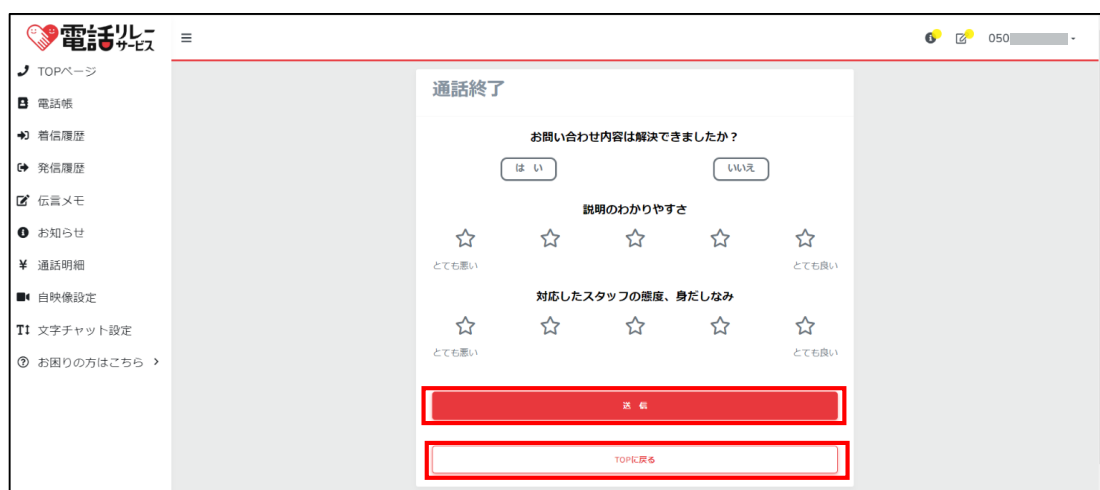 電話リレーサービス
050
TOPページ
電話帳
着信履歴
発信履歴
伝言メモ
お知らせ
通話明細
自映像設定
文字チャット設定
お困りの方はこちら
通話終了
お問い合わせ内容は解決できましたか？
は い
いいえ
説明のわかりやすさ
とても悪い
とても良い
対応したスタッフの態度、身だしなみ
とても悪い
とても良い
送 信
TOPに戻る